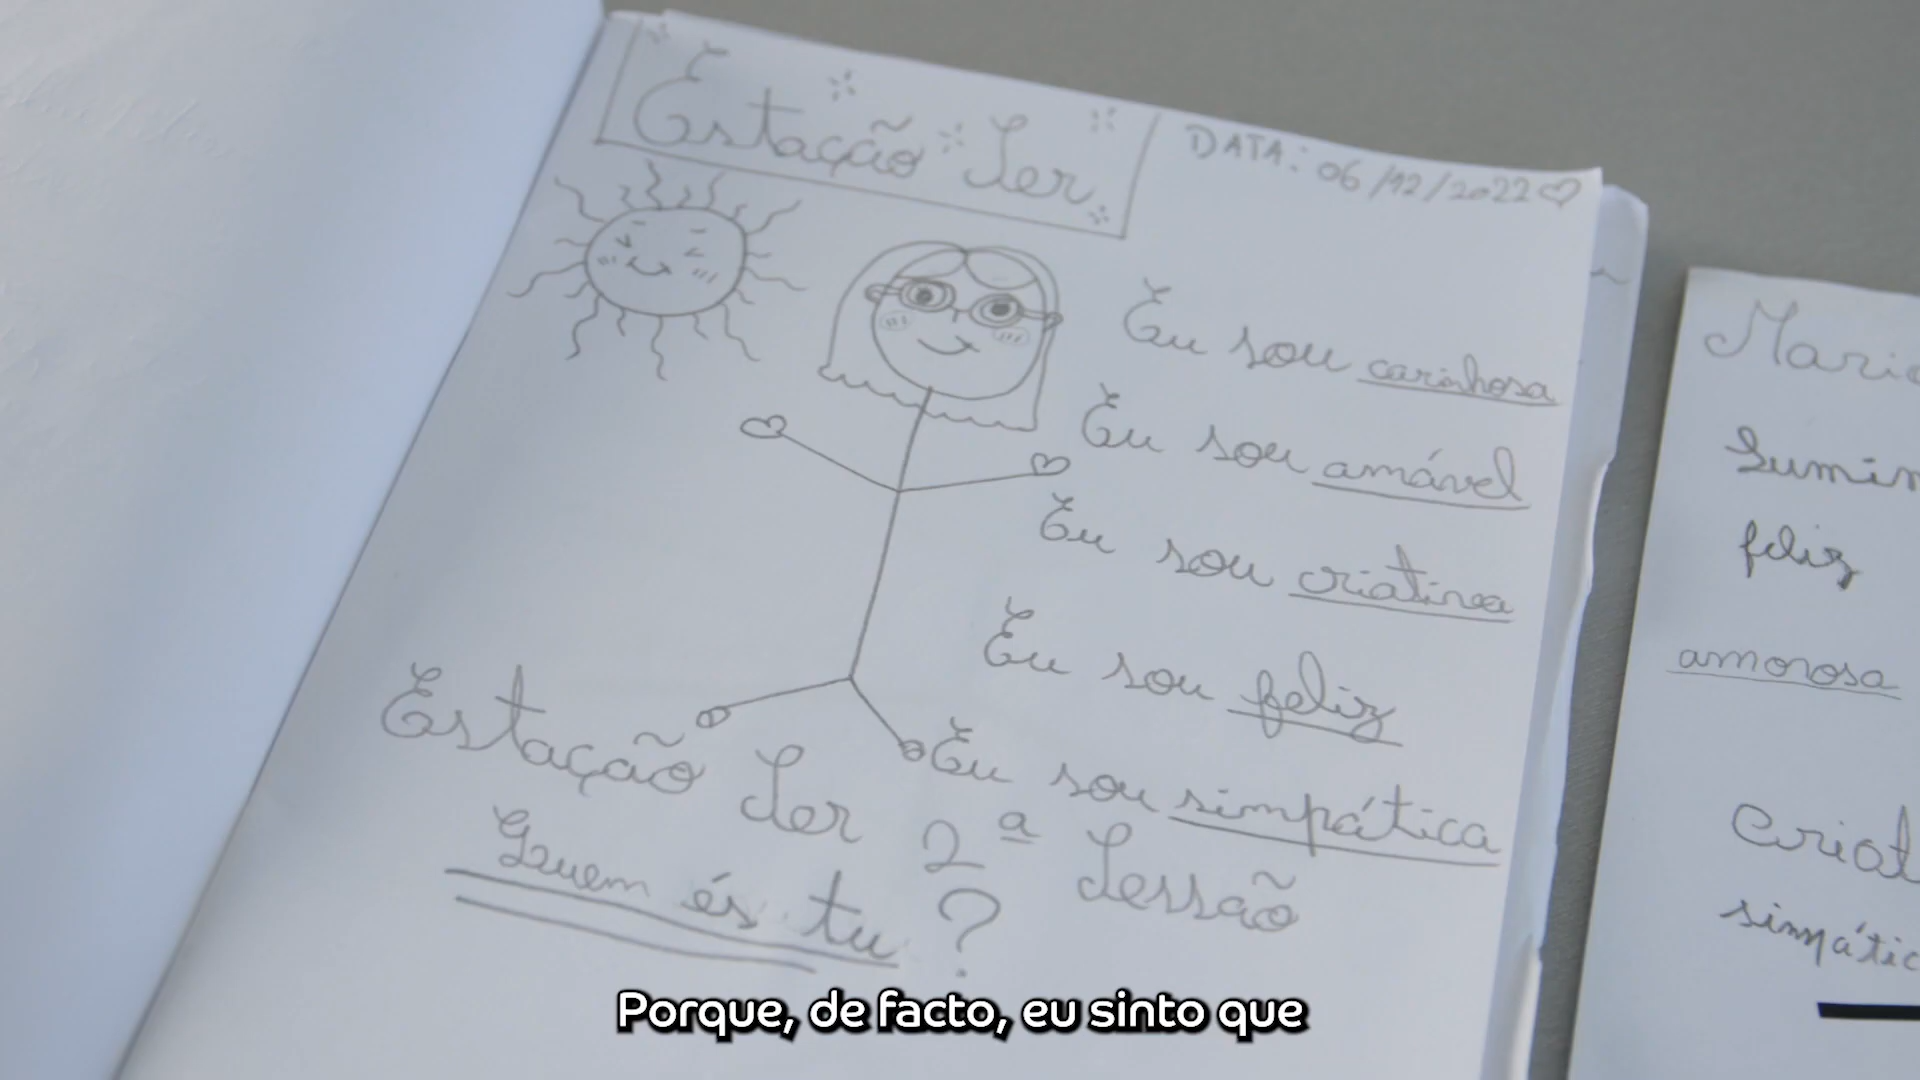 Estação Ser
DATA: 06/12/2022
Eu sou carinhosa
Eu sou amável
Eu sou criativa
Eu sou feliz
Eu sou simpática
Estação Ser 2ª Sessão
Quem és tu?
feliz
amorosa
Porque, de facto, eu sinto que